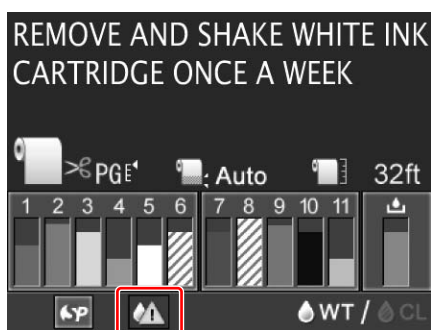 REMOVE AND SHAKE WHITE INK
CARTRIDGE ONCE A WEEK
PGE : Auto 32ft
1 2 3 4 5 6 7 8 9 10 11
SP WT / CL